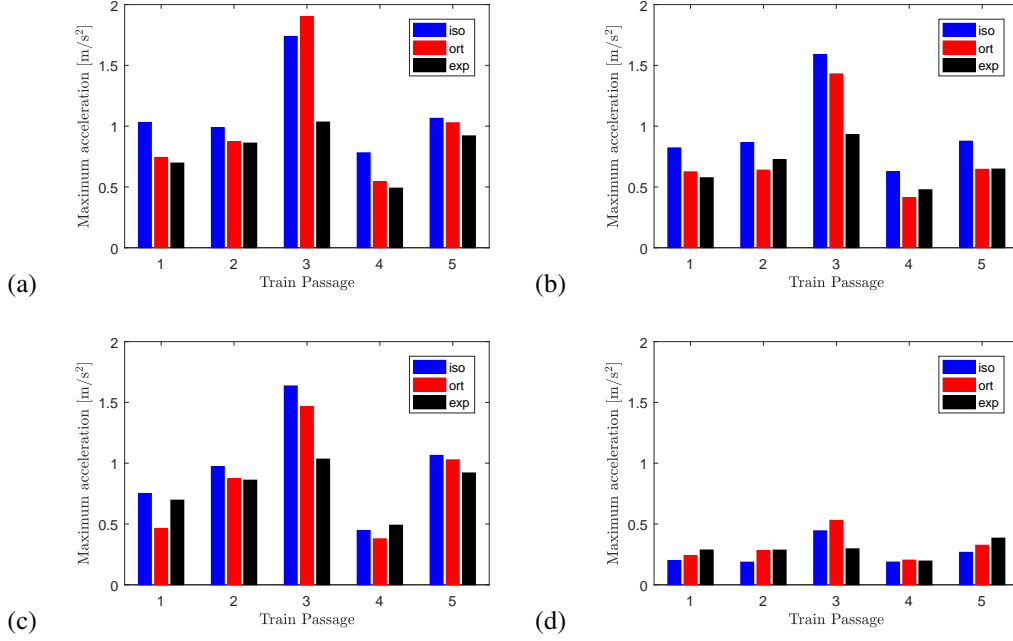 2
1.5
1
0.5
0
Maximum acceleration [m/s²]
iso
ort
exp
1 2 3 4 5
Train Passage
(a)
2
1.5
1
0.5
0
Maximum acceleration [m/s²]
iso
ort
exp
1 2 3 4 5
Train Passage
(b)
2
1.5
1
0.5
0
Maximum acceleration [m/s²]
iso
ort
exp
1 2 3 4 5
Train Passage
(c)
2
1.5
1
0.5
0
Maximum acceleration [m/s²]
iso
ort
exp
1 2 3 4 5
Train Passage
(d)